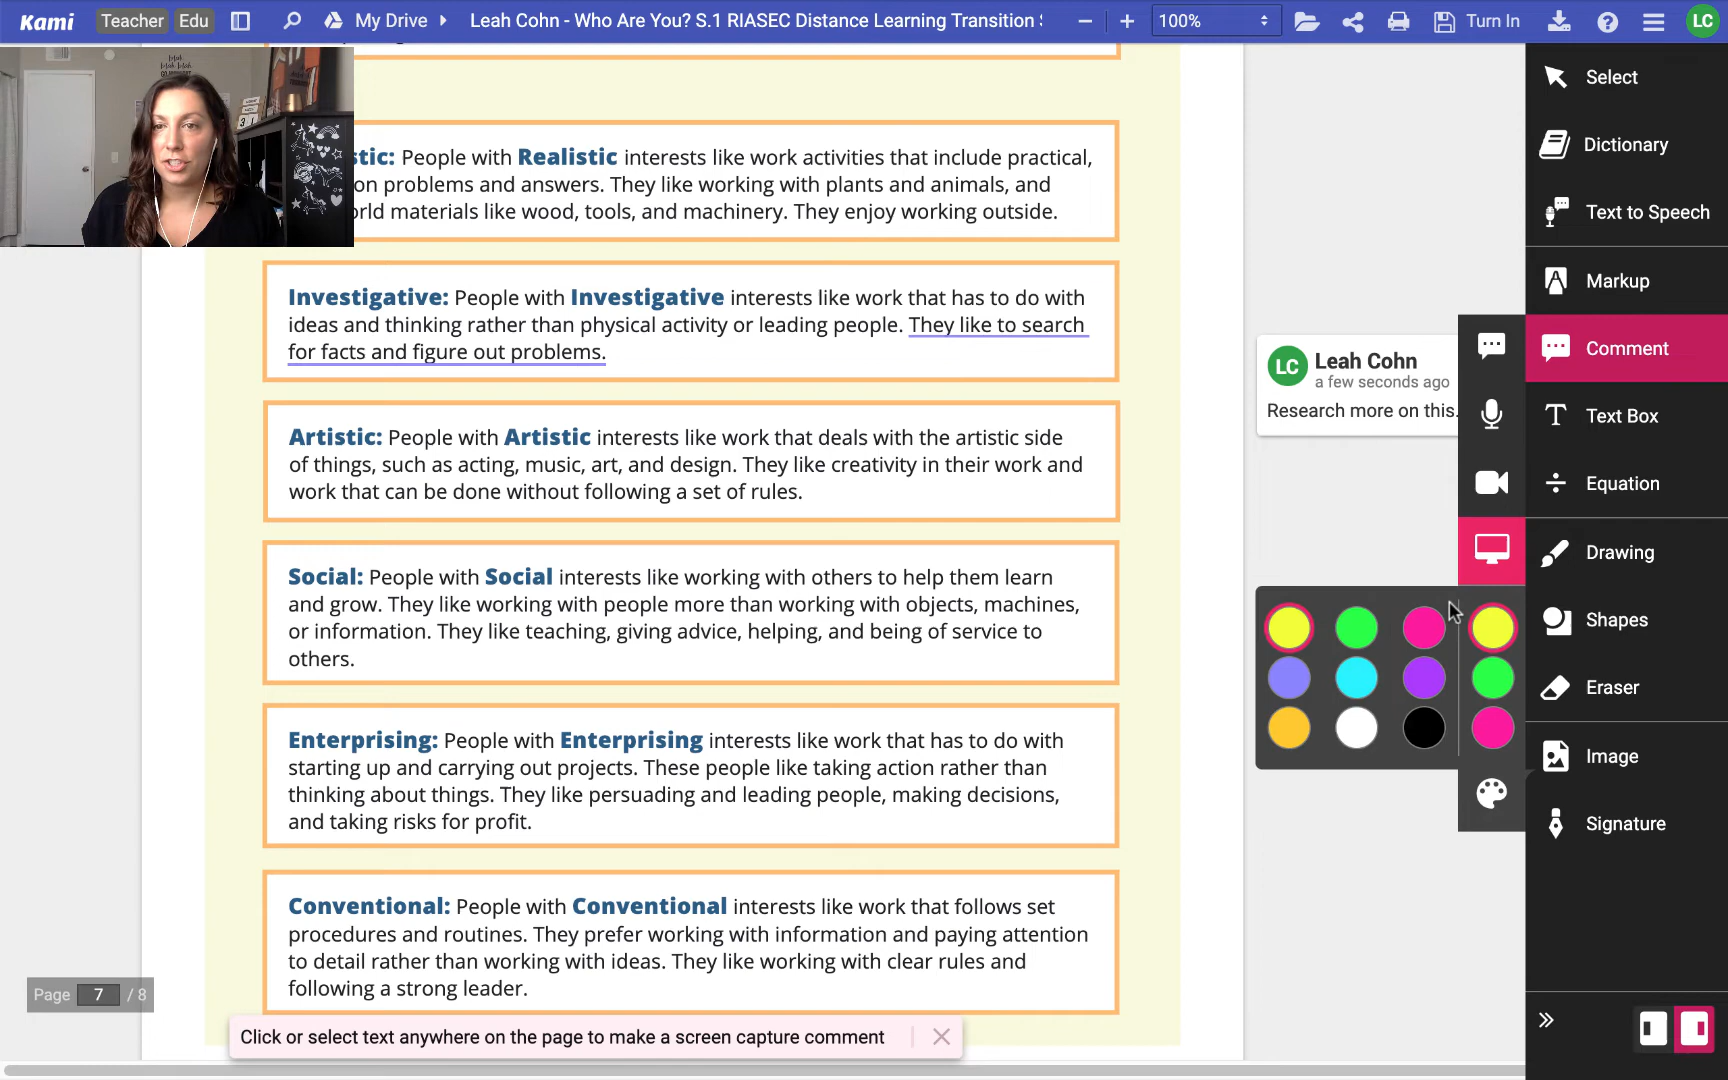 Kami Teacher Edu My Drive Leah Cohn - Who Are You? S.1 RIASEC Distance Learning Transition 100% Turn In LC
stic: People with Realistic interests like work activities that include practical,
on problems and answers. They like working with plants and animals, and
orld materials like wood, tools, and machinery. They enjoy working outside.
Investigative: People with Investigative interests like work that has to do with
ideas and thinking rather than physical activity or leading people. They like to search
for facts and figure out problems.
Artistic: People with Artistic interests like work that deals with the artistic side
of things, such as acting, music, art, and design. They like creativity in their work and
work that can be done without following a set of rules.
Social: People with Social interests like working with others to help them learn
and grow. They like working with people more than working with objects, machines,
or information. They like teaching, giving advice, helping, and being of service to
others.
Enterprising: People with Enterprising interests like work that has to do with
starting up and carrying out projects. These people like taking action rather than
thinking about things. They like persuading and leading people, making decisions,
and taking risks for profit.
Conventional: People with Conventional interests like work that follows set
procedures and routines. They prefer working with information and paying attention
to detail rather than working with ideas. They like working with clear rules and
following a strong leader.
Page 7 / 8
Click or select text anywhere on the page to make a screen capture comment
LC Leah Cohn
a few seconds ago
Research more on this.
Select
Dictionary
Text to Speech
Markup
Comment
Text Box
Equation
Drawing
Shapes
Eraser
Image
Signature